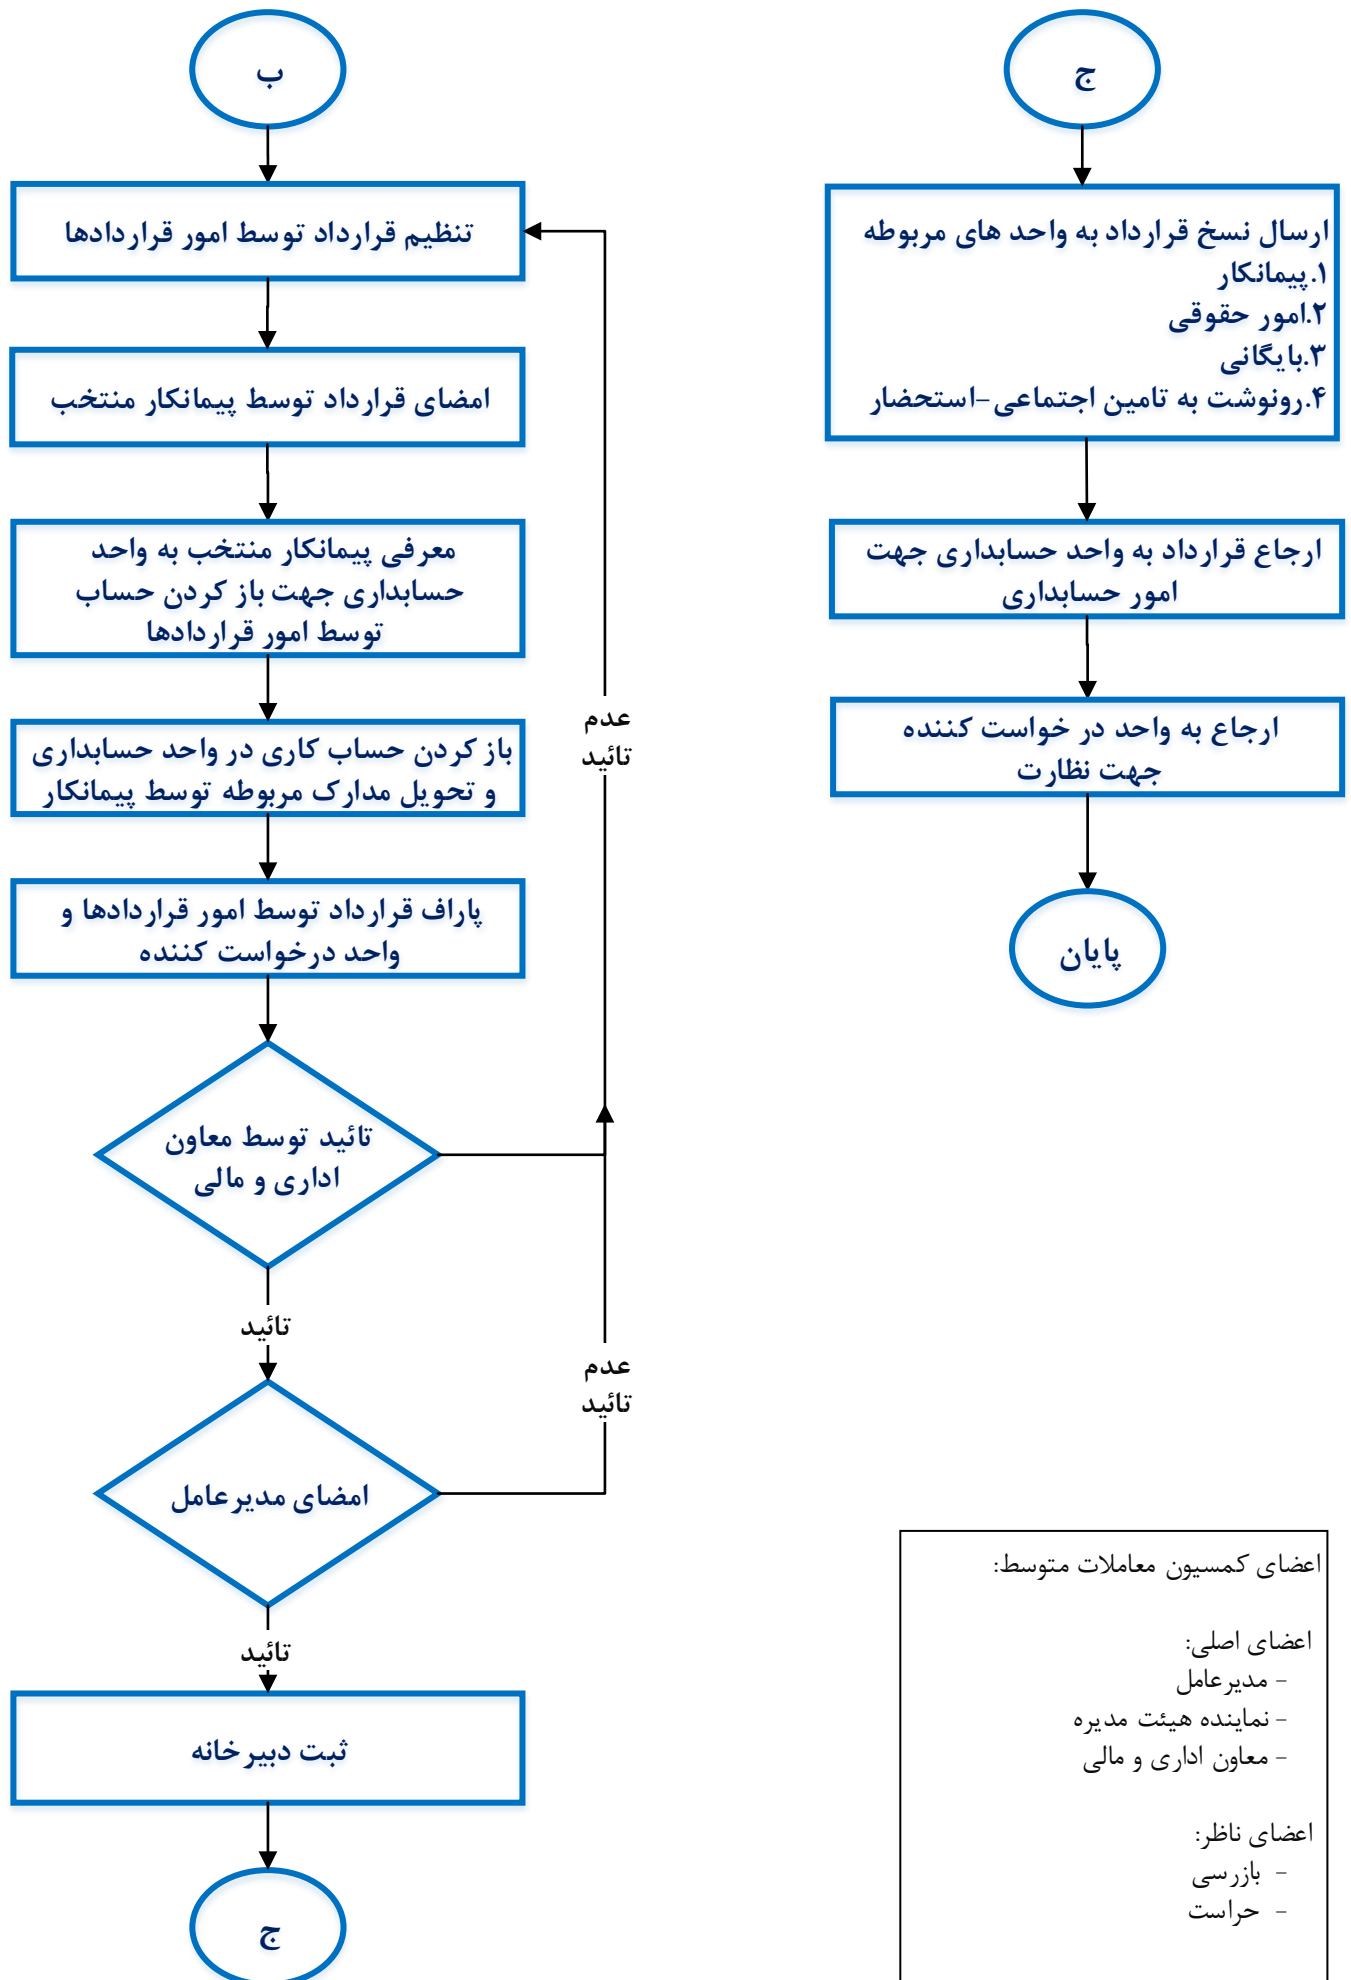 ب
تنظیم قرارداد توسط امور قراردادها
امضای قرارداد توسط پیمانکار منتخب
معرفی پیمانکار منتخب به واحد
حسابداری جهت باز کردن حساب
توسط امور قراردادها
باز کردن حساب کاری در واحد حسابداری
و تحویل مدارک مربوطه توسط پیمانکار
پاراف قرارداد توسط امور قراردادها و
واحد درخواست کننده
تائید توسط معاون
اداری و مالی
عدم
تائید
تائید
امضای مدیرعامل
عدم
تائید
تائید
ثبت دبیرخانه
ج
ج
ارسال نسخ قرارداد به واحد های مربوطه
۱.پیمانکار
۲.امور حقوقی
۳.بایگانی
۴.رونوشت به تامین اجتماعی-استحضار
ارجاع قرارداد به واحد حسابداری جهت
امور حسابداری
ارجاع به واحد در خواست کننده
جهت نظارت
پایان
اعضای کمسیون معاملات متوسط:
اعضای اصلی:
- مدیرعامل
- نماینده هیئت مدیره
- معاون اداری و مالی
اعضای ناظر:
- بازرسی
- حراست